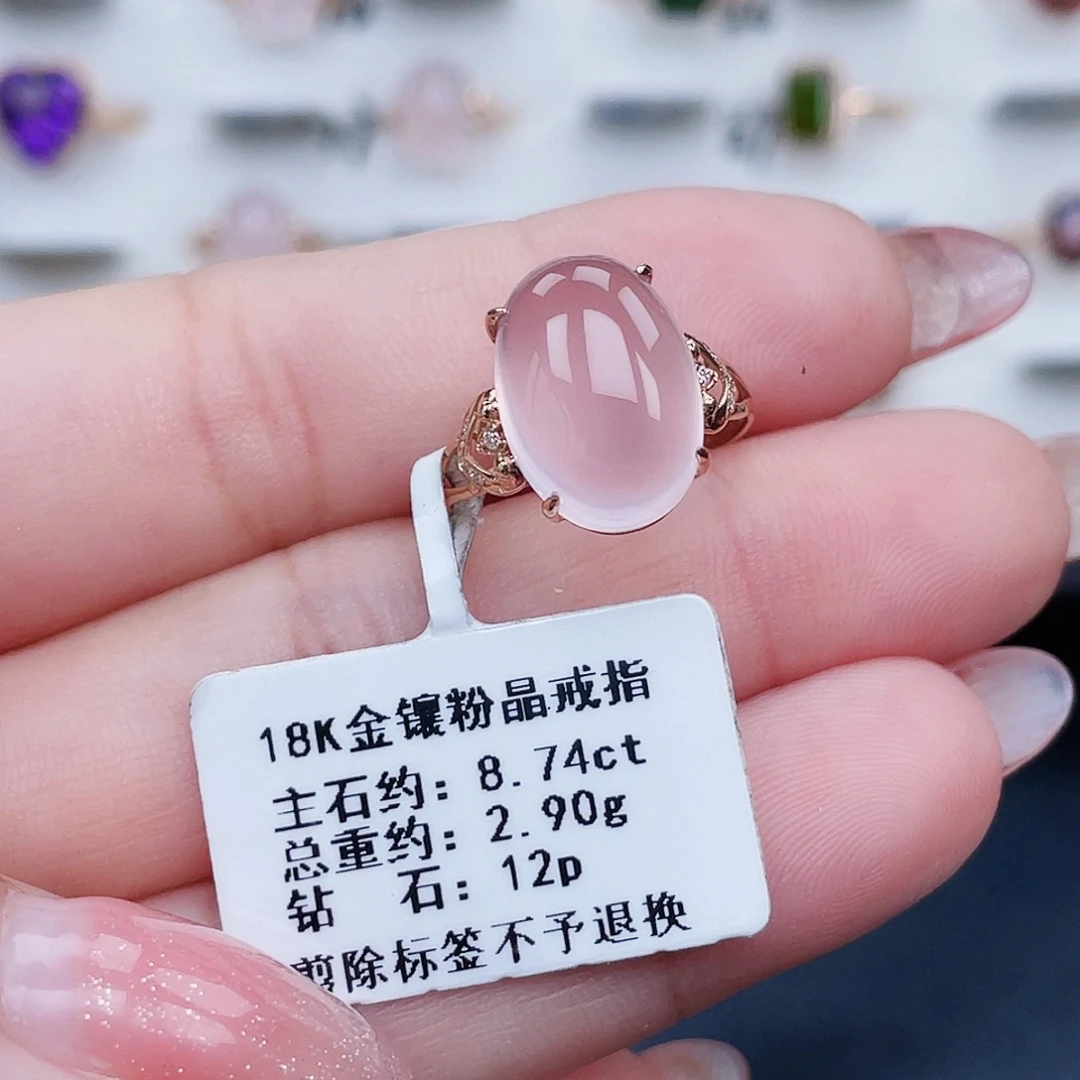 18K金镶粉晶戒指
主石约: 8.74ct
总重约: 2.90g
钻 石: 12p
剪除标签不予退换